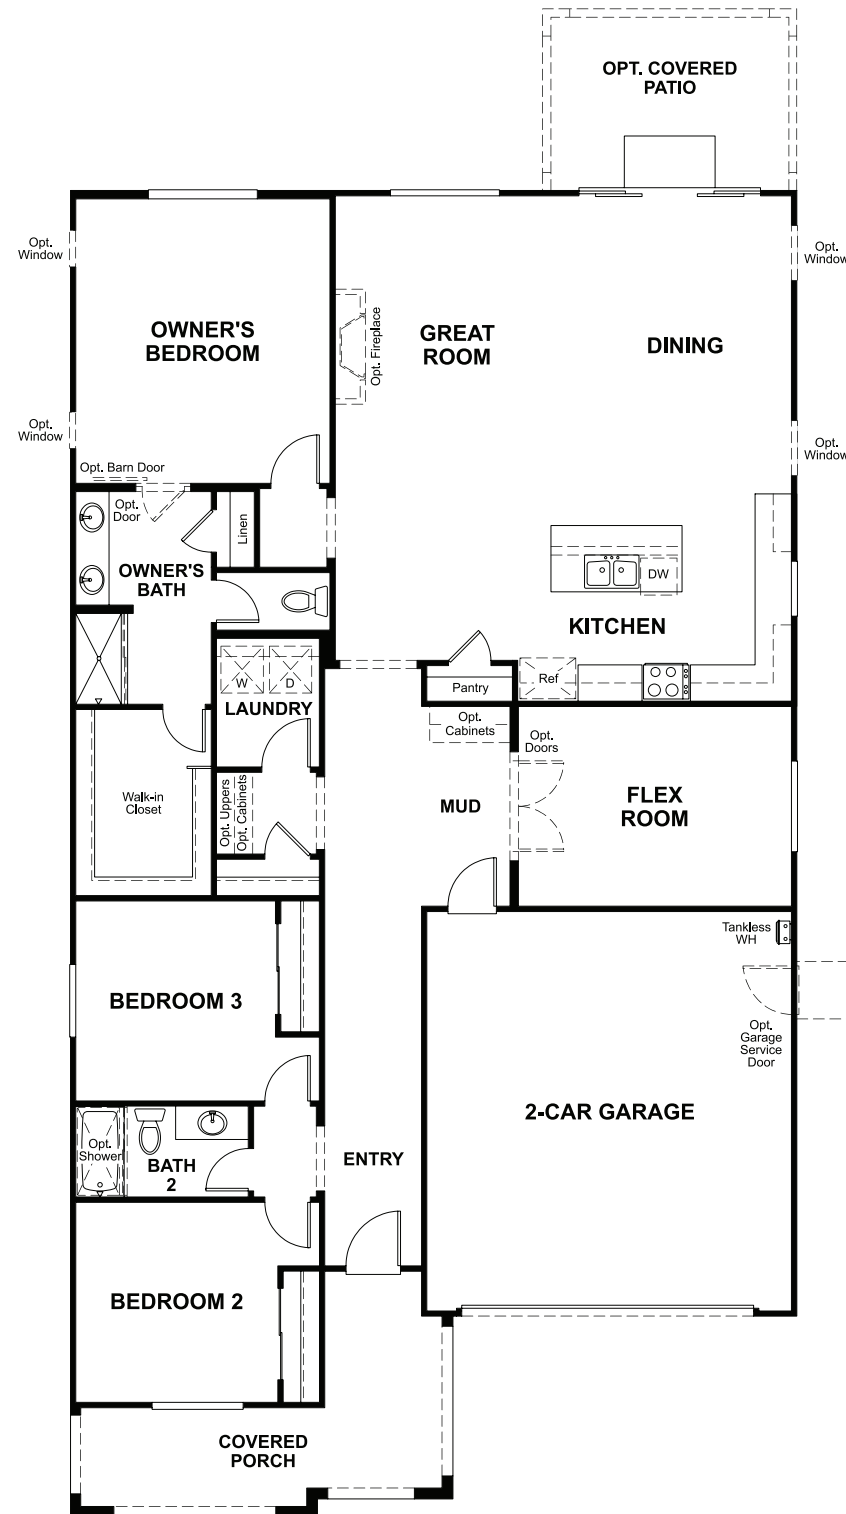 OPT. COVERED
PATIO
Opt.
Window
Opt.
Window
OWNER'S
BEDROOM
Opt. Fireplace
GREAT
ROOM
DINING
Opt.
Window
Opt.
Window
Opt. Barn Door
Opt.
Door
Linen
OWNER'S
BATH
DW
KITCHEN
W
D
LAUNDRY
Pantry
Ref
Opt.
Cabinets
Opt.
Doors
Walk-in
Closet
Opt. Uppers
Opt. Cabinets
MUD
FLEX
ROOM
Tankless
WH
BEDROOM 3
Opt.
Garage
Service
Door
2-CAR GARAGE
Opt.
Shower
BATH
2
ENTRY
BEDROOM 2
COVERED
PORCH